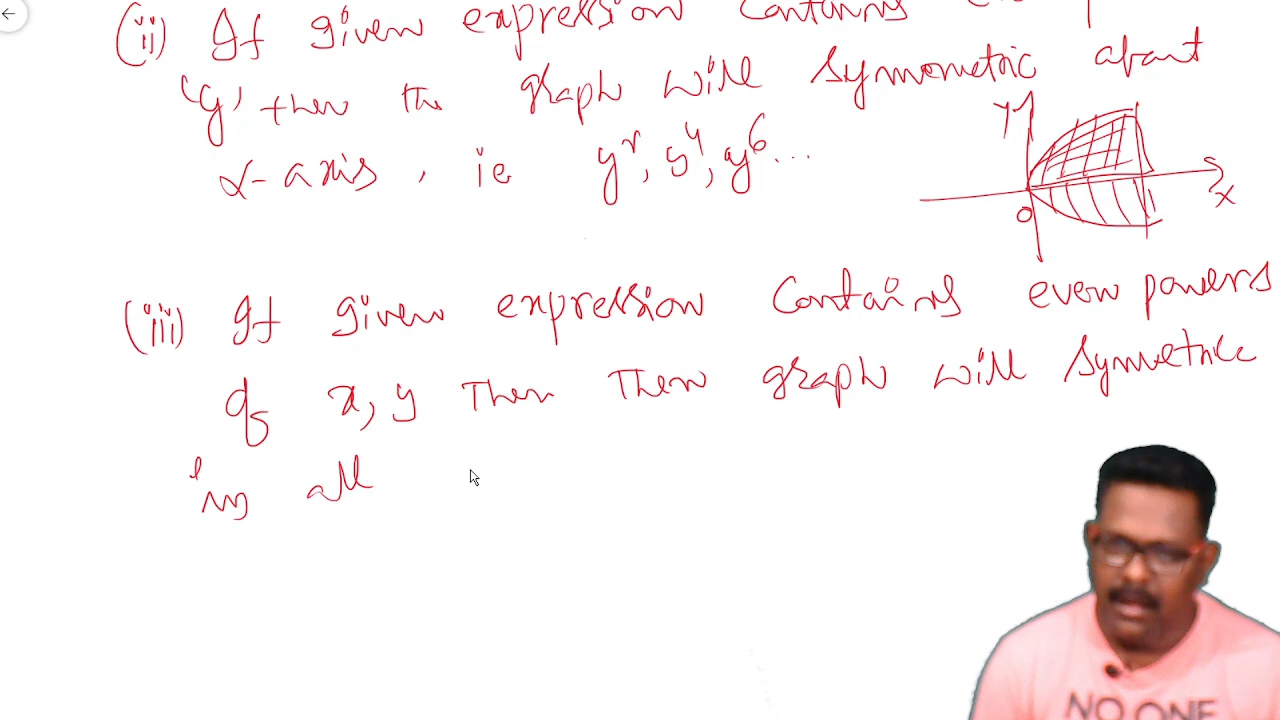 (ii) If given expression contains
'y' then the graph will symmetric about
x-axis, ie y², y⁴, y⁶...
Y
O
X
(iii) If given expression contains even powers
of x, y then then graph will symmetric
in all
NO ONE